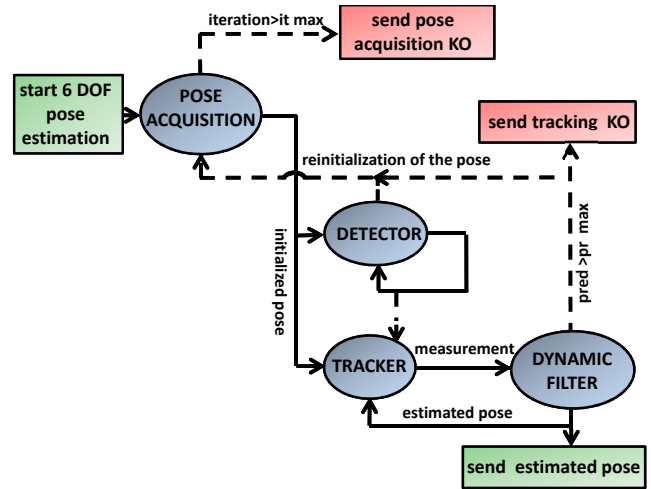 iteration>it max
send pose
acquisition KO
start 6 DOF
pose
estimation
POSE
ACQUISITION
send tracking KO
reinitialization of the pose
DETECTOR
initialized pose
pred >pr max
TRACKER
measurement
DYNAMIC
FILTER
estimated pose
send estimated pose